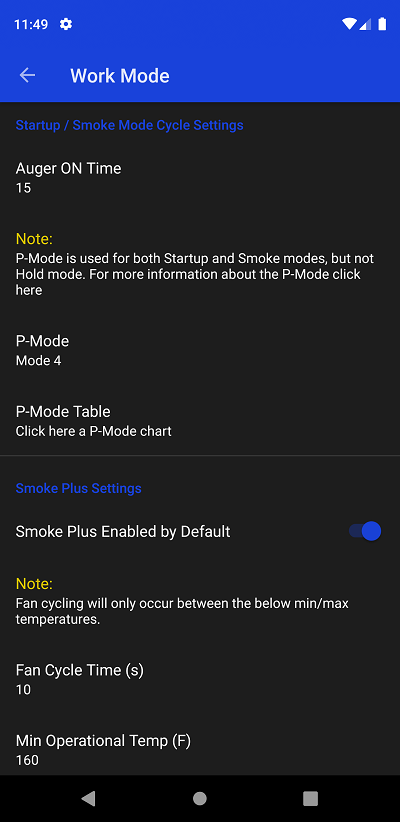 11:49
Work Mode
Startup / Smoke Mode Cycle Settings
Auger ON Time
15
Note:
P-Mode is used for both Startup and Smoke modes, but not
Hold mode. For more information about the P-Mode click
here
P-Mode
Mode 4
P-Mode Table
Click here a P-Mode chart
Smoke Plus Settings
Smoke Plus Enabled by Default
Note:
Fan cycling will only occur between the below min/max
temperatures.
Fan Cycle Time (s)
10
Min Operational Temp (F)
160